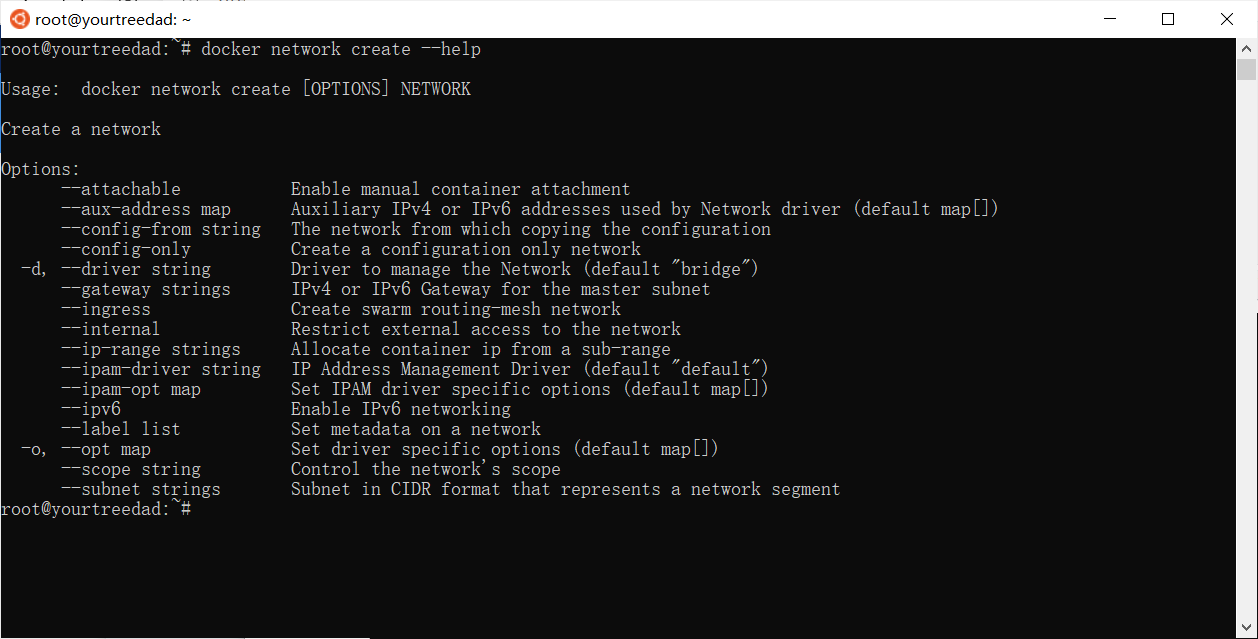 root@yourtreedad: ~
root@yourtreedad:~# docker network create --help
Usage:  docker network create [OPTIONS] NETWORK
Create a network
Options:
      --attachable           Enable manual container attachment
      --aux-address map      Auxiliary IPv4 or IPv6 addresses used by Network driver (default map[])
      --config-from string   The network from which copying the configuration
      --config-only          Create a configuration only network
  -d, --driver string        Driver to manage the Network (default "bridge")
      --gateway strings      IPv4 or IPv6 Gateway for the master subnet
      --ingress              Create swarm routing-mesh network
      --internal             Restrict external access to the network
      --ip-range strings     Allocate container ip from a sub-range
      --ipam-driver string   IP Address Management Driver (default "default")
      --ipam-opt map         Set IPAM driver specific options (default map[])
      --ipv6                 Enable IPv6 networking
      --label list           Set metadata on a network
  -o, --opt map              Set driver specific options (default map[])
      --scope string         Control the network's scope
      --subnet strings       Subnet in CIDR format that represents a network segment
root@yourtreedad:~#